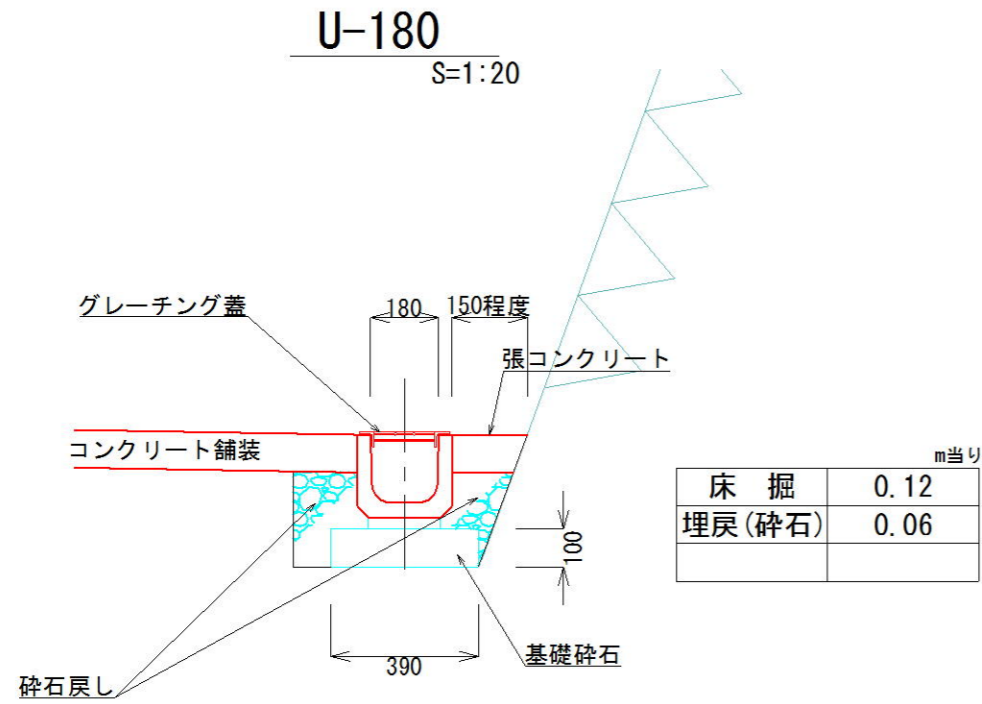 U-180
S=1:20
グレーチング蓋
180
150程度
張コンクリート
コンクリート舗装
m当り
床 掘 0.12
埋戻(砕石) 0.06
100
390
基礎砕石
砕石戻し